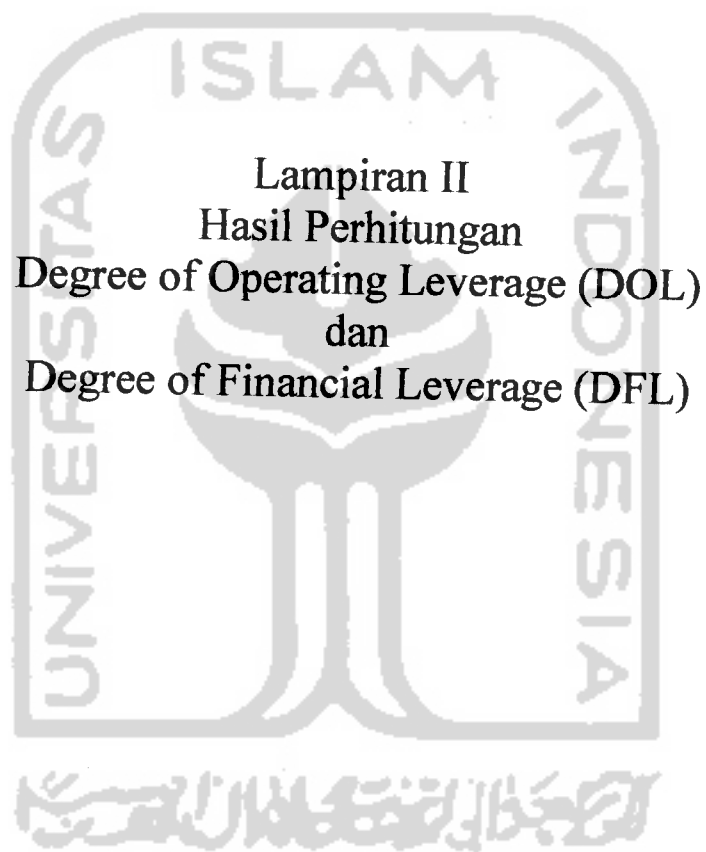 ISLAM
UNIVERSITAS
INDONESIA
Lampiran II
Hasil Perhitungan
Degree of Operating Leverage (DOL)
dan
Degree of Financial Leverage (DFL)